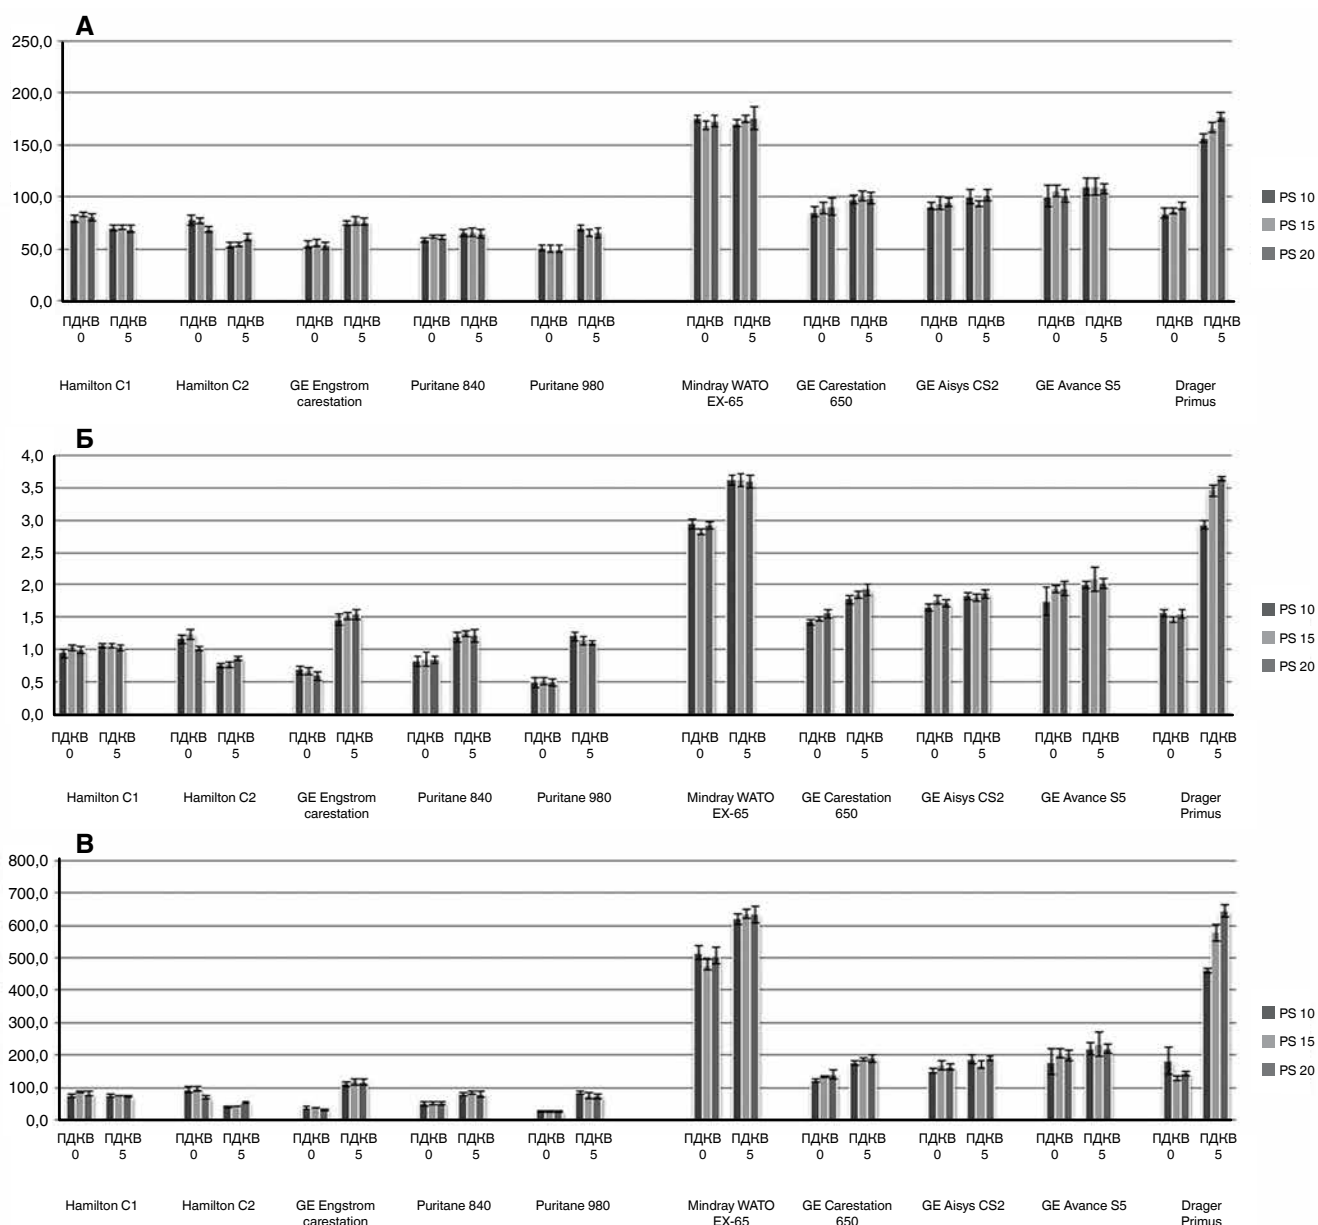 А
250,0
200,0
150,0
100,0
50,0
0,0
ПДКВ ПДКВ ПДКВ ПДКВ ПДКВ ПДКВ ПДКВ ПДКВ ПДКВ ПДКВ ПДКВ ПДКВ ПДКВ ПДКВ ПДКВ ПДКВ ПДКВ ПДКВ ПДКВ ПДКВ
0 5 0 5 0 5 0 5 0 5 0 5 0 5 0 5 0 5 0 5
Hamilton C1 Hamilton C2 GE Engstrom Puritane 840 Puritane 980 Mindray WATO GE Carestation GE Aisys CS2 GE Avance S5 Drager
carestation EX-65 650 Primus
PS 10
PS 15
PS 20
Б
4,0
3,5
3,0
2,5
2,0
1,5
1,0
0,5
0,0
ПДКВ ПДКВ ПДКВ ПДКВ ПДКВ ПДКВ ПДКВ ПДКВ ПДКВ ПДКВ ПДКВ ПДКВ ПДКВ ПДКВ ПДКВ ПДКВ ПДКВ ПДКВ ПДКВ ПДКВ
0 5 0 5 0 5 0 5 0 5 0 5 0 5 0 5 0 5 0 5
Hamilton C1 Hamilton C2 GE Engstrom Puritane 840 Puritane 980 Mindray WATO GE Carestation GE Aisys CS2 GE Avance S5 Drager
carestation EX-65 650 Primus
PS 10
PS 15
PS 20
В
800,0
700,0
600,0
500,0
400,0
300,0
200,0
100,0
0,0
ПДКВ ПДКВ ПДКВ ПДКВ ПДКВ ПДКВ ПДКВ ПДКВ ПДКВ ПДКВ ПДКВ ПДКВ ПДКВ ПДКВ ПДКВ ПДКВ ПДКВ ПДКВ ПДКВ ПДКВ
0 5 0 5 0 5 0 5 0 5 0 5 0 5 0 5 0 5 0 5
Hamilton C1 Hamilton C2 GE Engstrom Puritane 840 Puritane 980 Mindray WATO GE Carestation GE Aisys CS2 GE Avance S5 Drager
carestation EX-65 650 Primus
PS 10
PS 15
PS 20